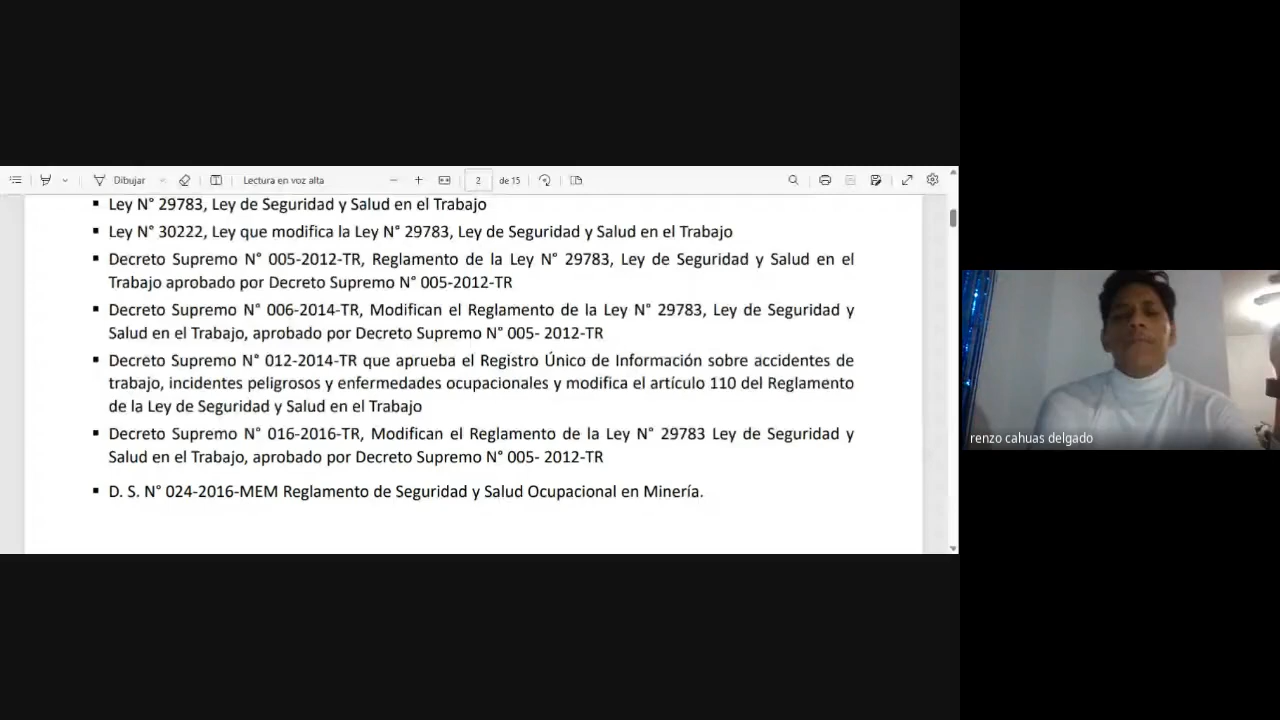 Dibujar
Lectura en voz alta
2
de 15
▪ Ley N° 29783, Ley de Seguridad y Salud en el Trabajo
▪ Ley N° 30222, Ley que modifica la Ley N° 29783, Ley de Seguridad y Salud en el Trabajo
▪ Decreto Supremo N° 005-2012-TR, Reglamento de la Ley N° 29783, Ley de Seguridad y Salud en el
Trabajo aprobado por Decreto Supremo N° 005-2012-TR
▪ Decreto Supremo N° 006-2014-TR, Modifican el Reglamento de la Ley N° 29783, Ley de Seguridad y
Salud en el Trabajo, aprobado por Decreto Supremo N° 005- 2012-TR
▪ Decreto Supremo N° 012-2014-TR que aprueba el Registro Único de Información sobre accidentes de
trabajo, incidentes peligrosos y enfermedades ocupacionales y modifica el artículo 110 del Reglamento
de la Ley de Seguridad y Salud en el Trabajo
▪ Decreto Supremo N° 016-2016-TR, Modifican el Reglamento de la Ley N° 29783 Ley de Seguridad y
Salud en el Trabajo, aprobado por Decreto Supremo N° 005- 2012-TR
▪ D. S. N° 024-2016-MEM Reglamento de Seguridad y Salud Ocupacional en Minería.
renzo cahuas delgado